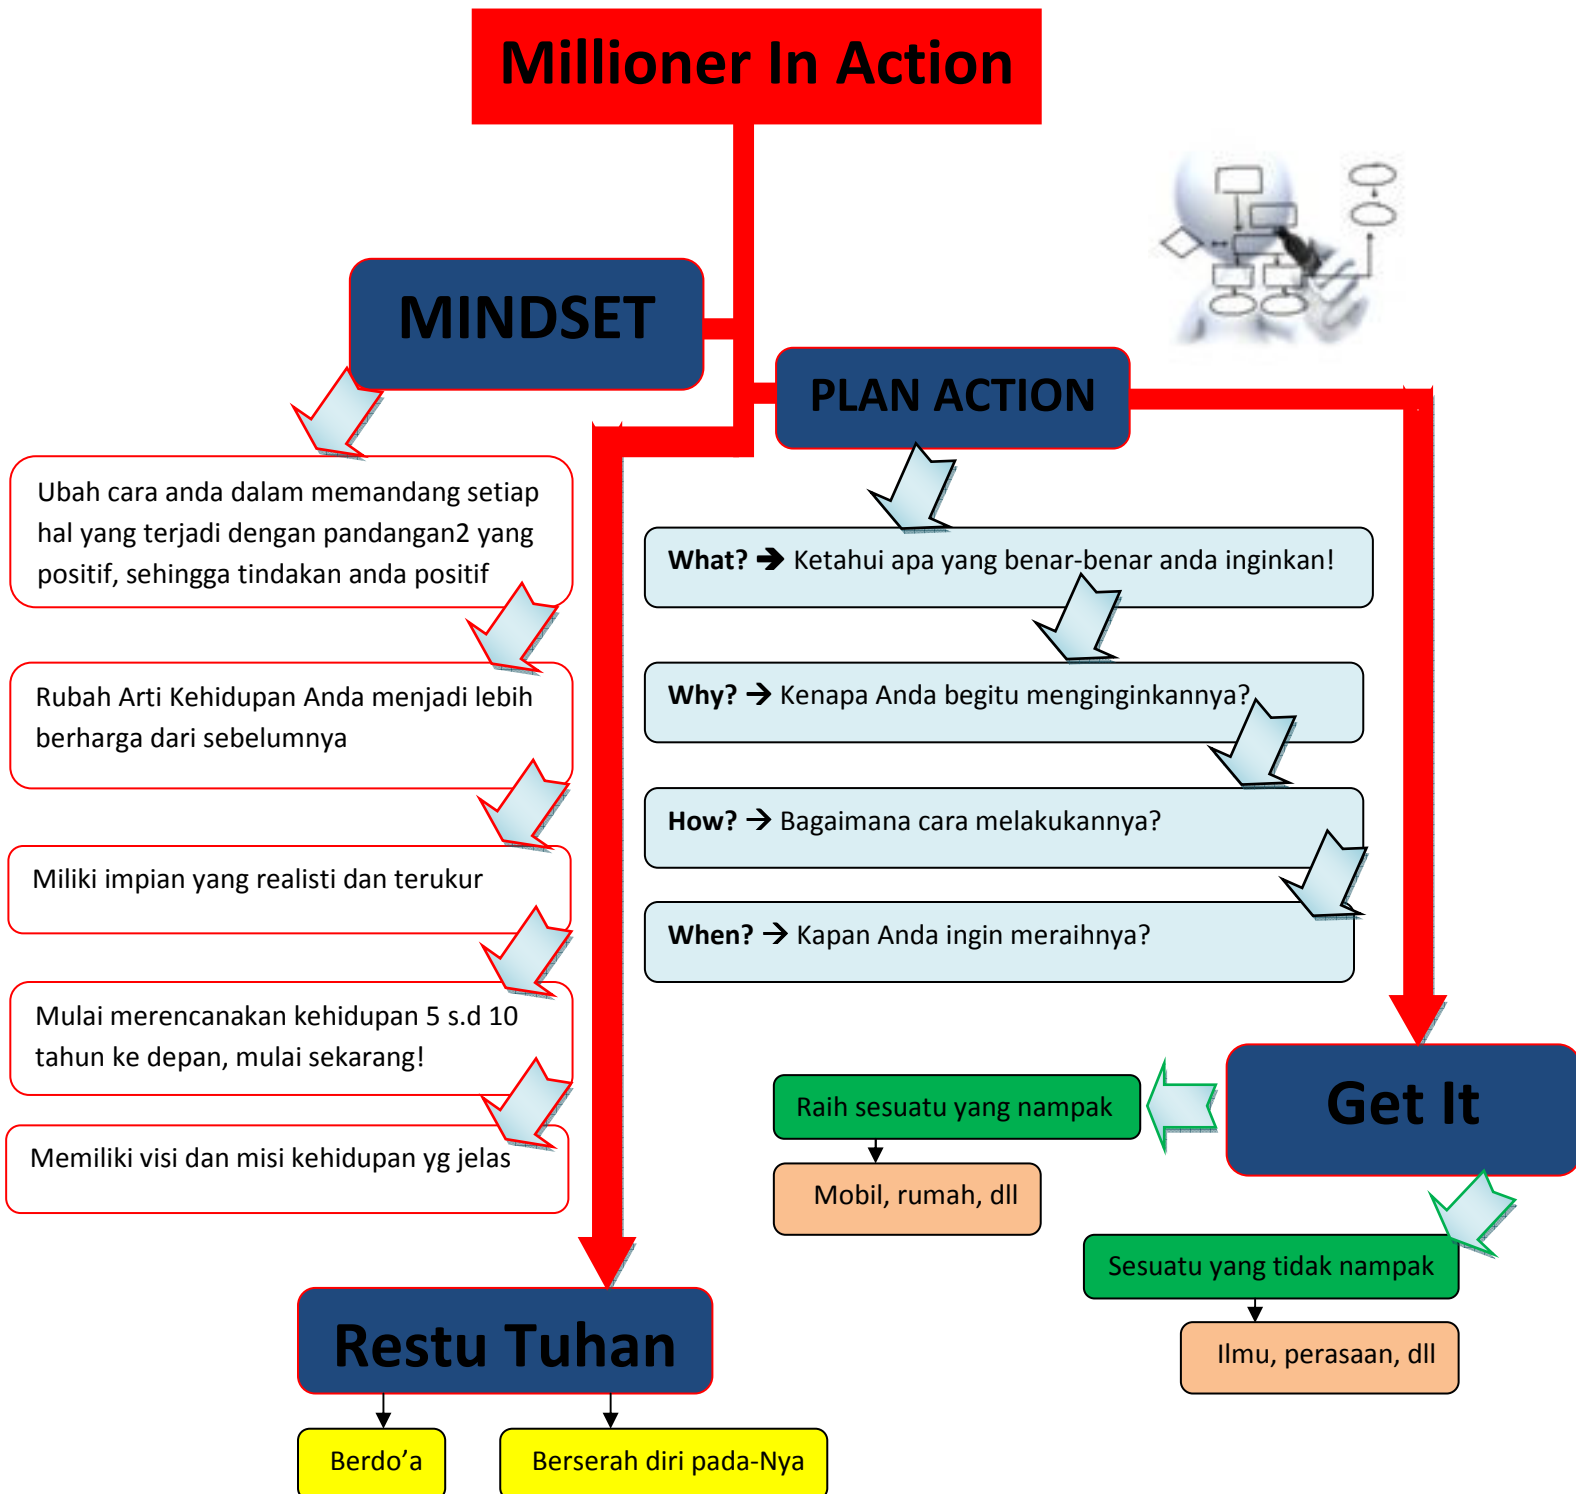 Millioner In Action
MINDSET
PLAN ACTION
Ubah cara anda dalam memandang setiap
hal yang terjadi dengan pandangan2 yang
positif, sehingga tindakan anda positif
Rubah Arti Kehidupan Anda menjadi lebih
berharga dari sebelumnya
Miliki impian yang realisti dan terukur
Mulai merencanakan kehidupan 5 s.d 10
tahun ke depan, mulai sekarang!
Memiliki visi dan misi kehidupan yg jelas
What? → Ketahui apa yang benar-benar anda inginkan!
Why? → Kenapa Anda begitu menginginkannya?
How? → Bagaimana cara melakukannya?
When? → Kapan Anda ingin meraihnya?
Get It
Raih sesuatu yang nampak
Mobil, rumah, dll
Sesuatu yang tidak nampak
Ilmu, perasaan, dll
Restu Tuhan
Berdo’a
Berserah diri pada-Nya